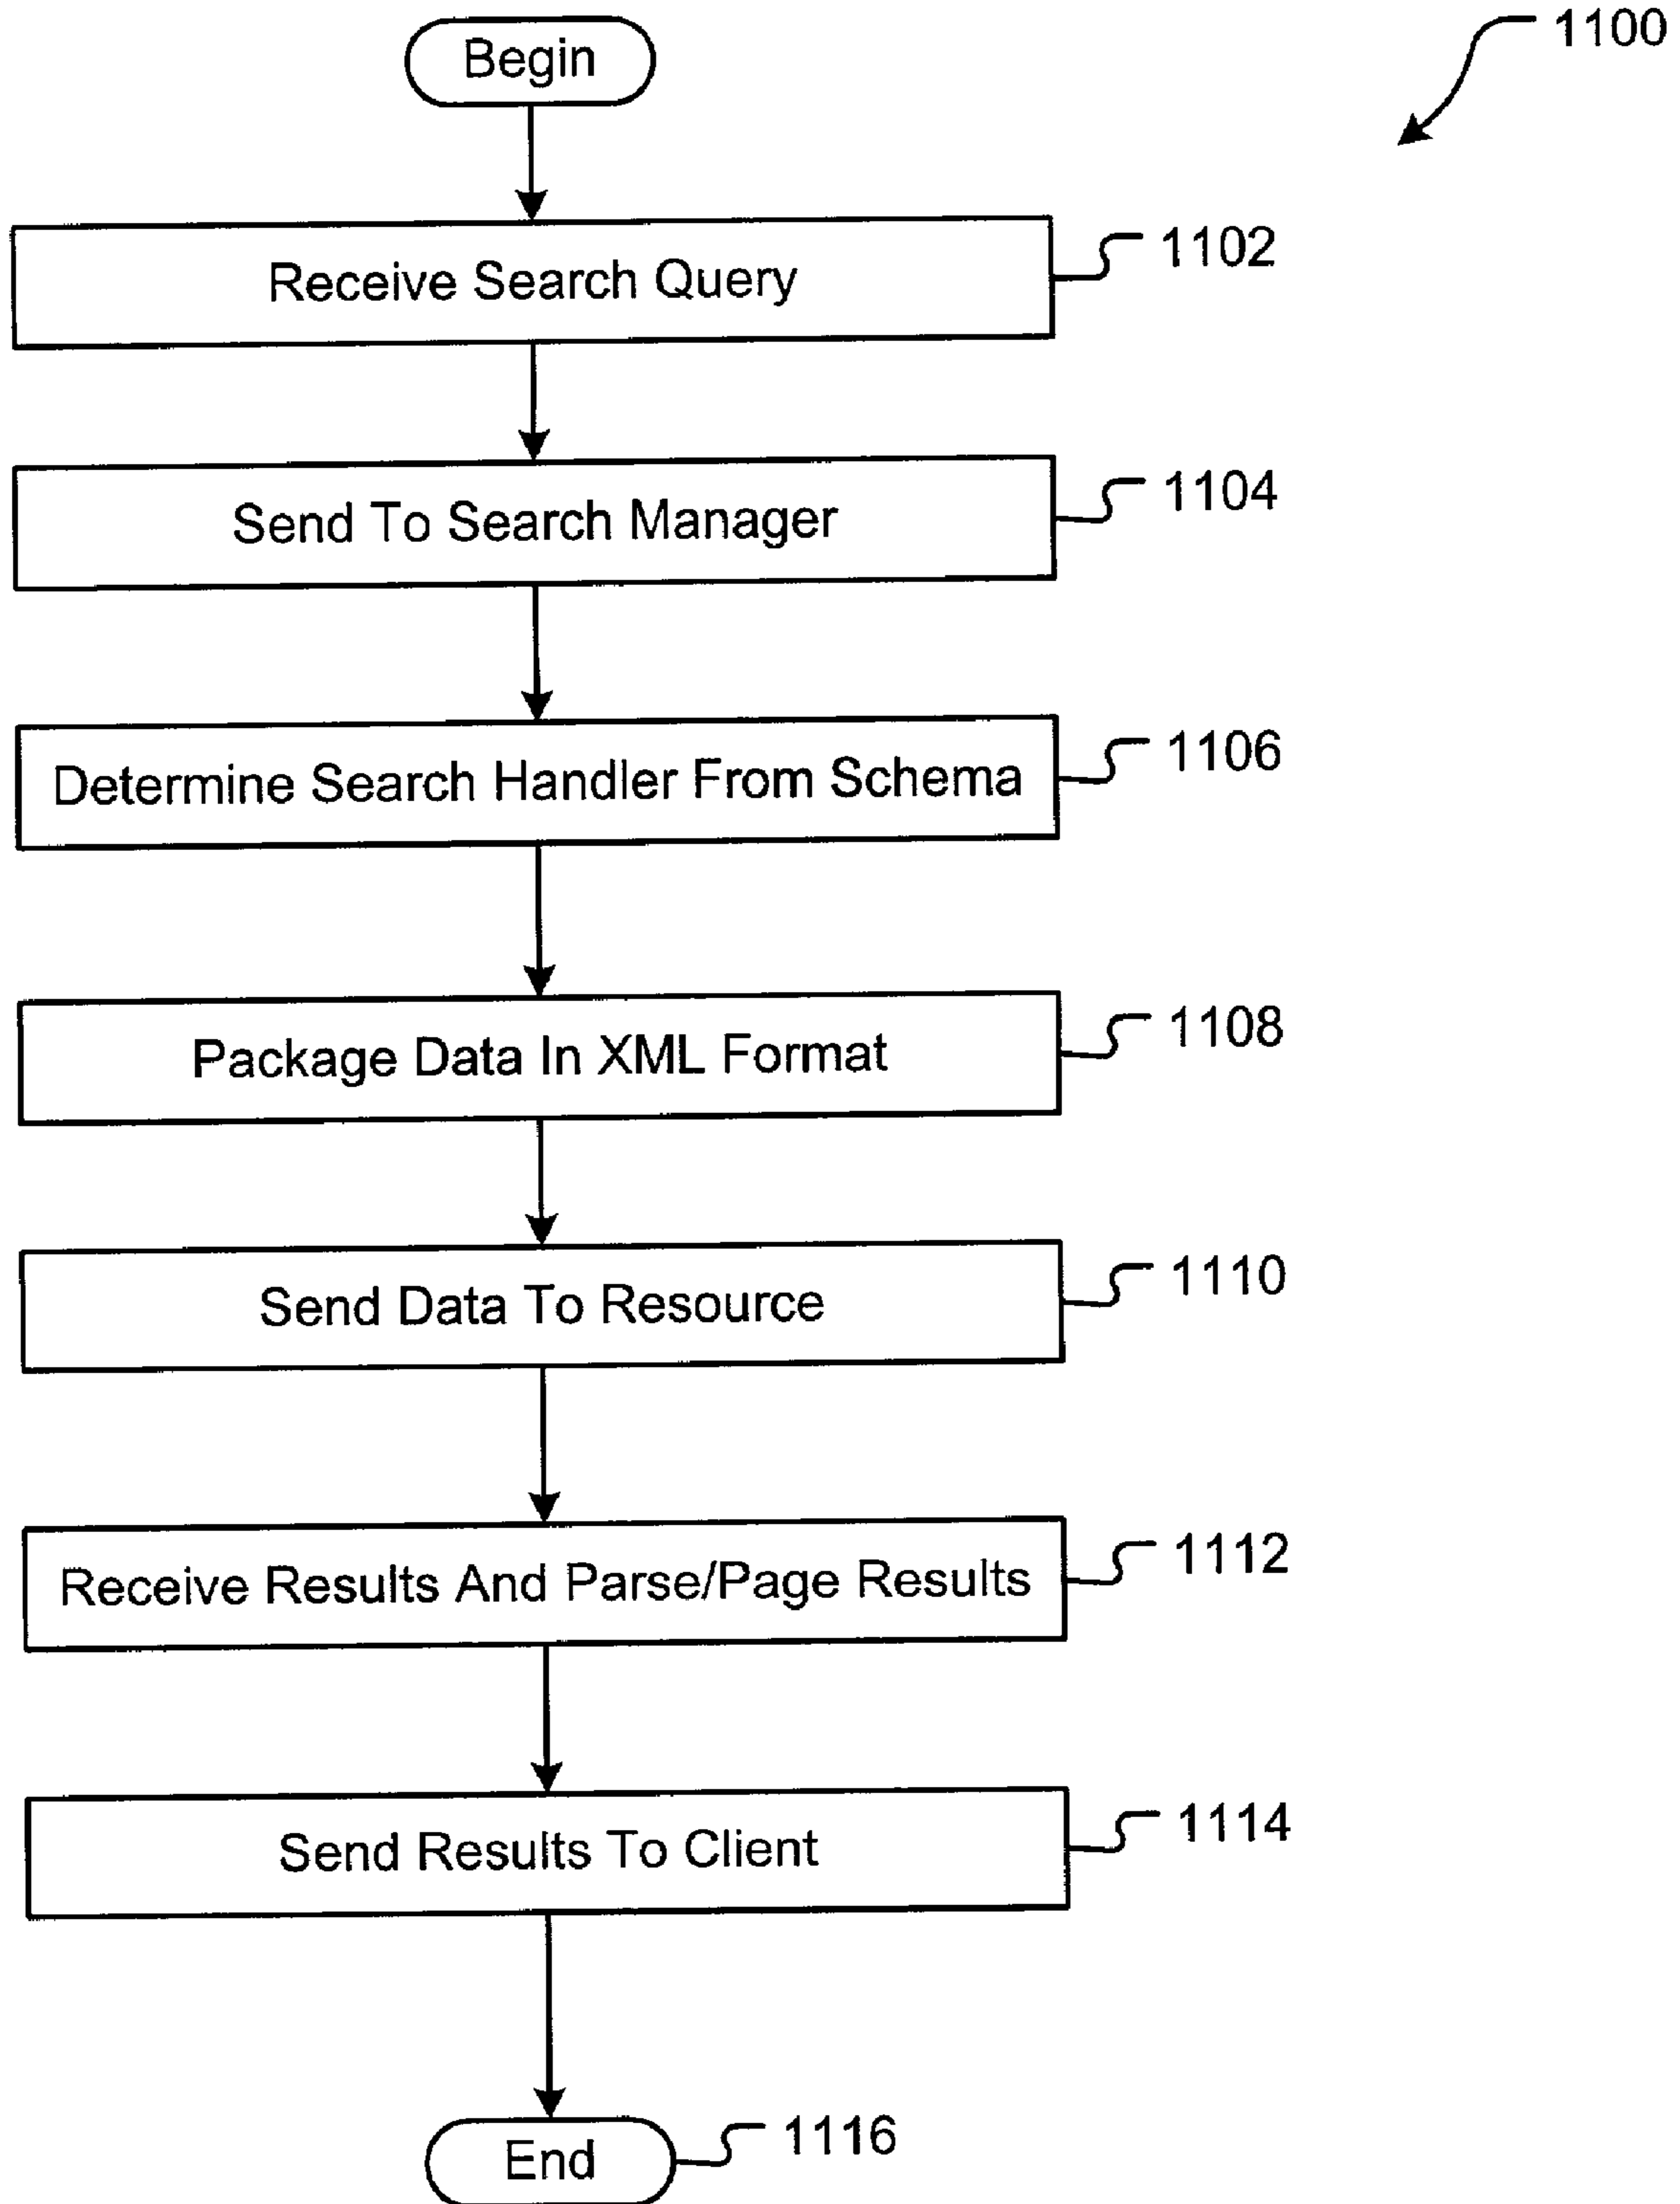 1100
Begin
Receive Search Query
1102
Send To Search Manager
1104
Determine Search Handler From Schema
1106
Package Data In XML Format
1108
Send Data To Resource
1110
Receive Results And Parse/Page Results
1112
Send Results To Client
1114
End
1116